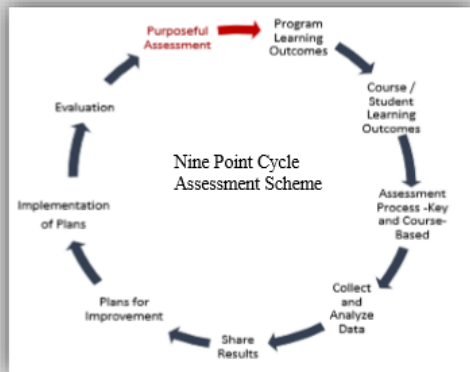 Purposeful
Assessment
Program
Learning
Outcomes
Course /
Student
Learning
Outcomes
Assessment
Process -Key
and Course-
Based
Collect
and
Analyze
Data
Share
Results
Plans for
Improvement
Implementation
of Plans
Evaluation
Nine Point Cycle
Assessment Scheme